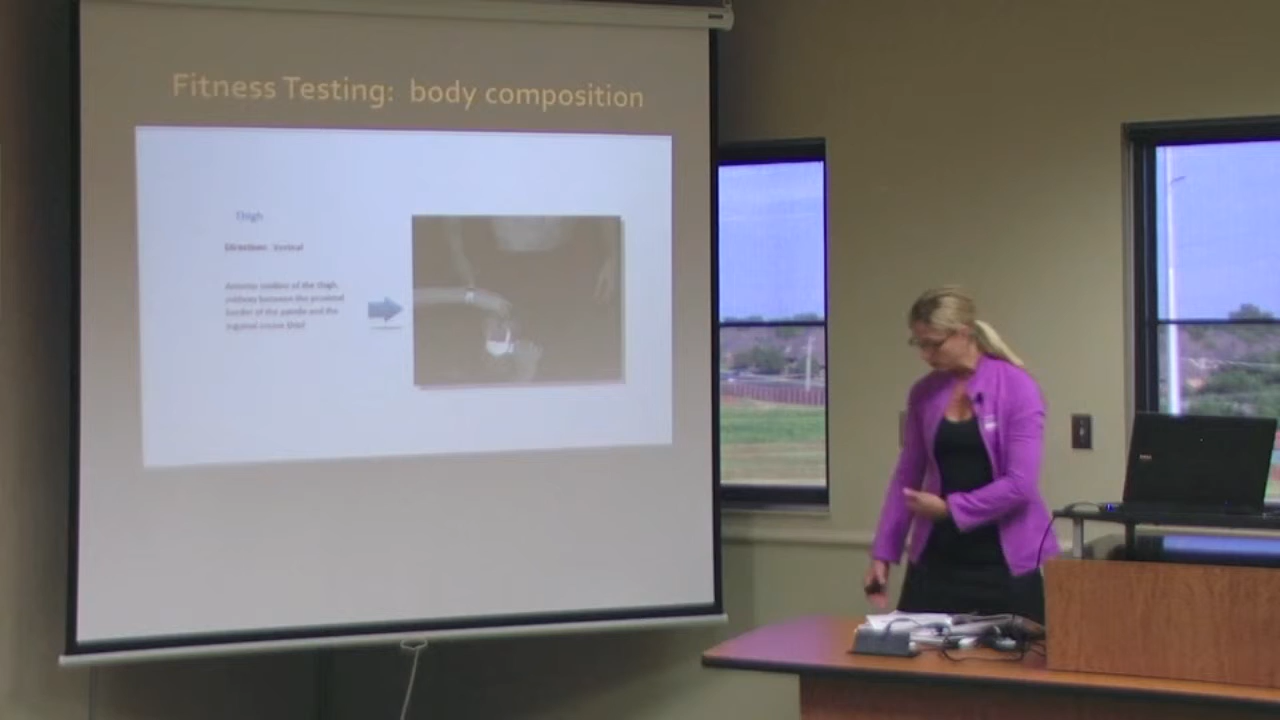 Fitness Testing: body composition
Thigh
Direction: Vertical
Anterior midline of the thigh,
midway between the proximal
border of the patella and the
inguinal crease (hip)